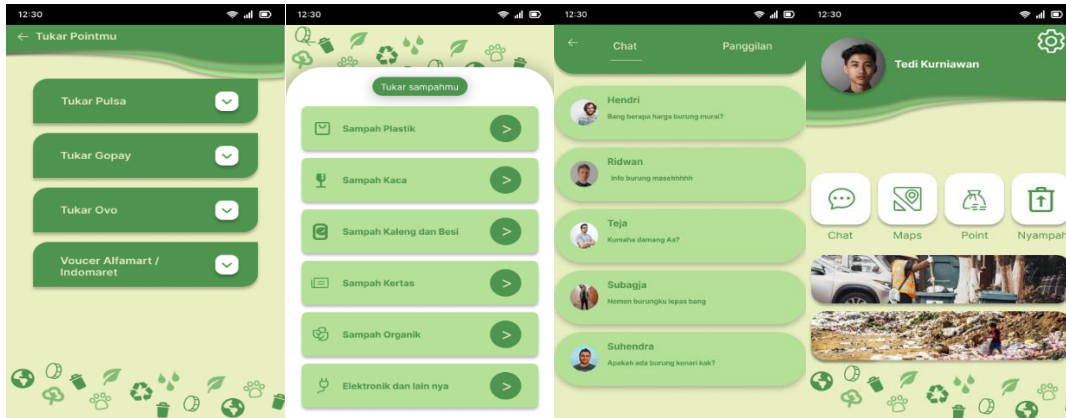 12:30
← Tukar Pointmu
Tukar Pulsa
Tukar Gopay
Tukar Ovo
Voucer Alfamart /
Indomaret
12:30
Tukar sampahmu
Sampah Plastik >
Sampah Kaca >
Sampah Kaleng dan Besi >
Sampah Kertas >
Sampah Organik >
Elektronik dan lain nya >
12:30
← Chat Panggilan
Hendri
Bang berapa harga burung murai?
Ridwan
Info burung masehhhhh
Teja
Kumaha damang Aa?
Subagja
Nemen burungku lepas bang
Suhendra
Apakah ada burung kenari kak?
12:30
Tedi Kurniawan
Chat Maps Point Nyampah